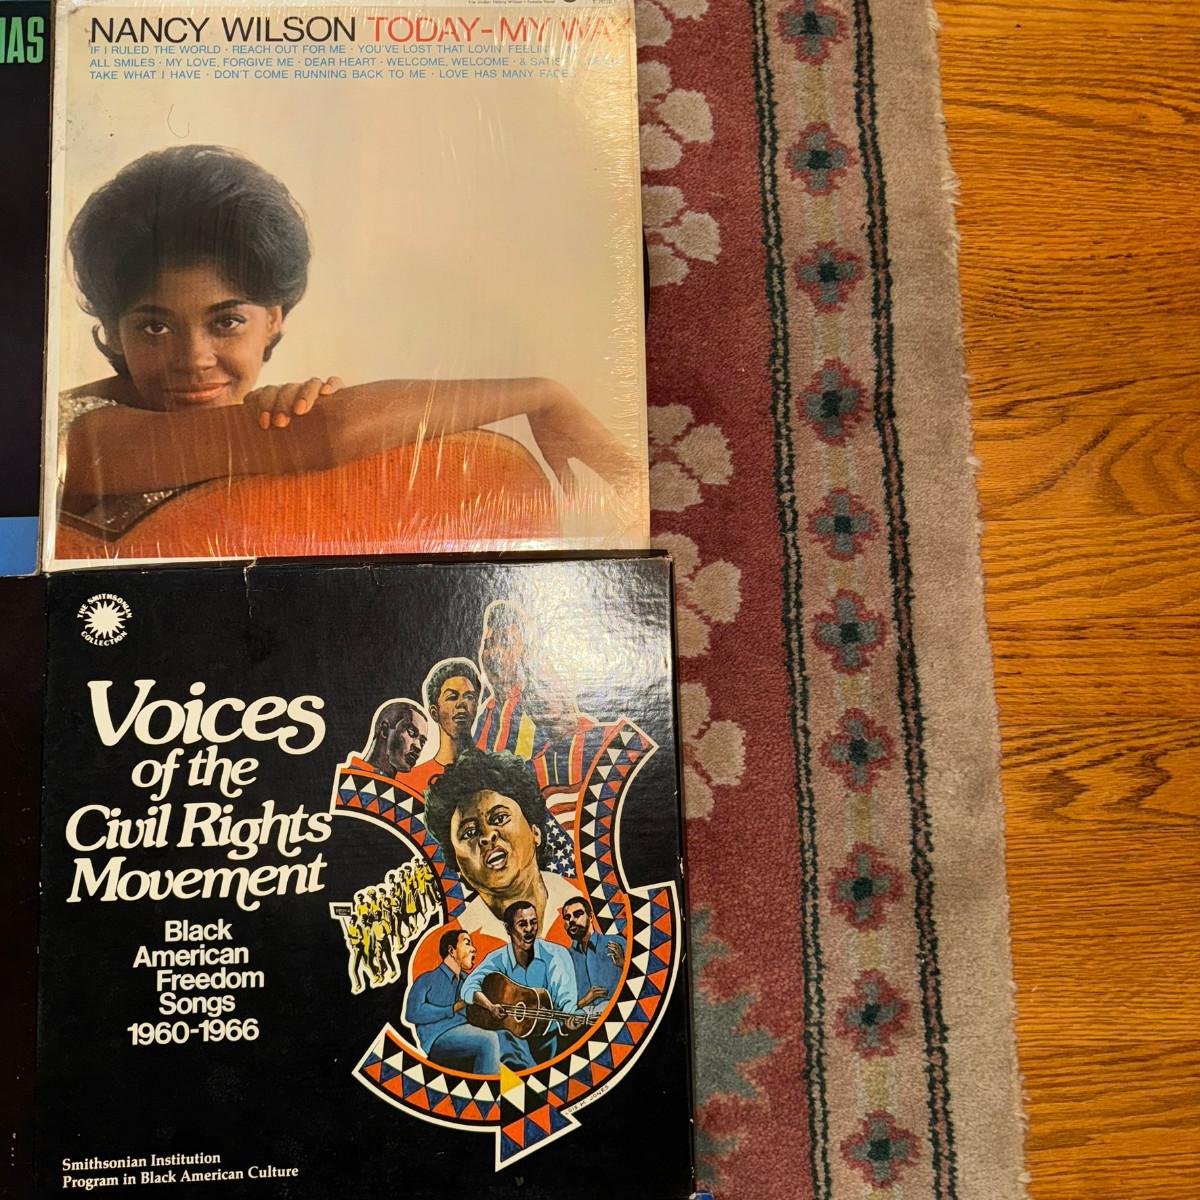 NANCY WILSON TODAY-MY WAY
IF I RULED THE WORLD · REACH OUT FOR ME · YOU'VE LOST THAT LOVIN' FEELIN'
ALL SMILES · MY LOVE, FORGIVE ME · DEAR HEART · WELCOME, WELCOME · &
TAKE WHAT I HAVE · DON'T COME RUNNING BACK TO ME · LOVE HAS MANY FACES
THE SMITHSONIAN
COLLECTION
Voices
of the
Civil Rights
Movement
Black
American
Freedom
Songs
1960-1966
LOIS M. JONES
Smithsonian Institution
Program in Black American Culture